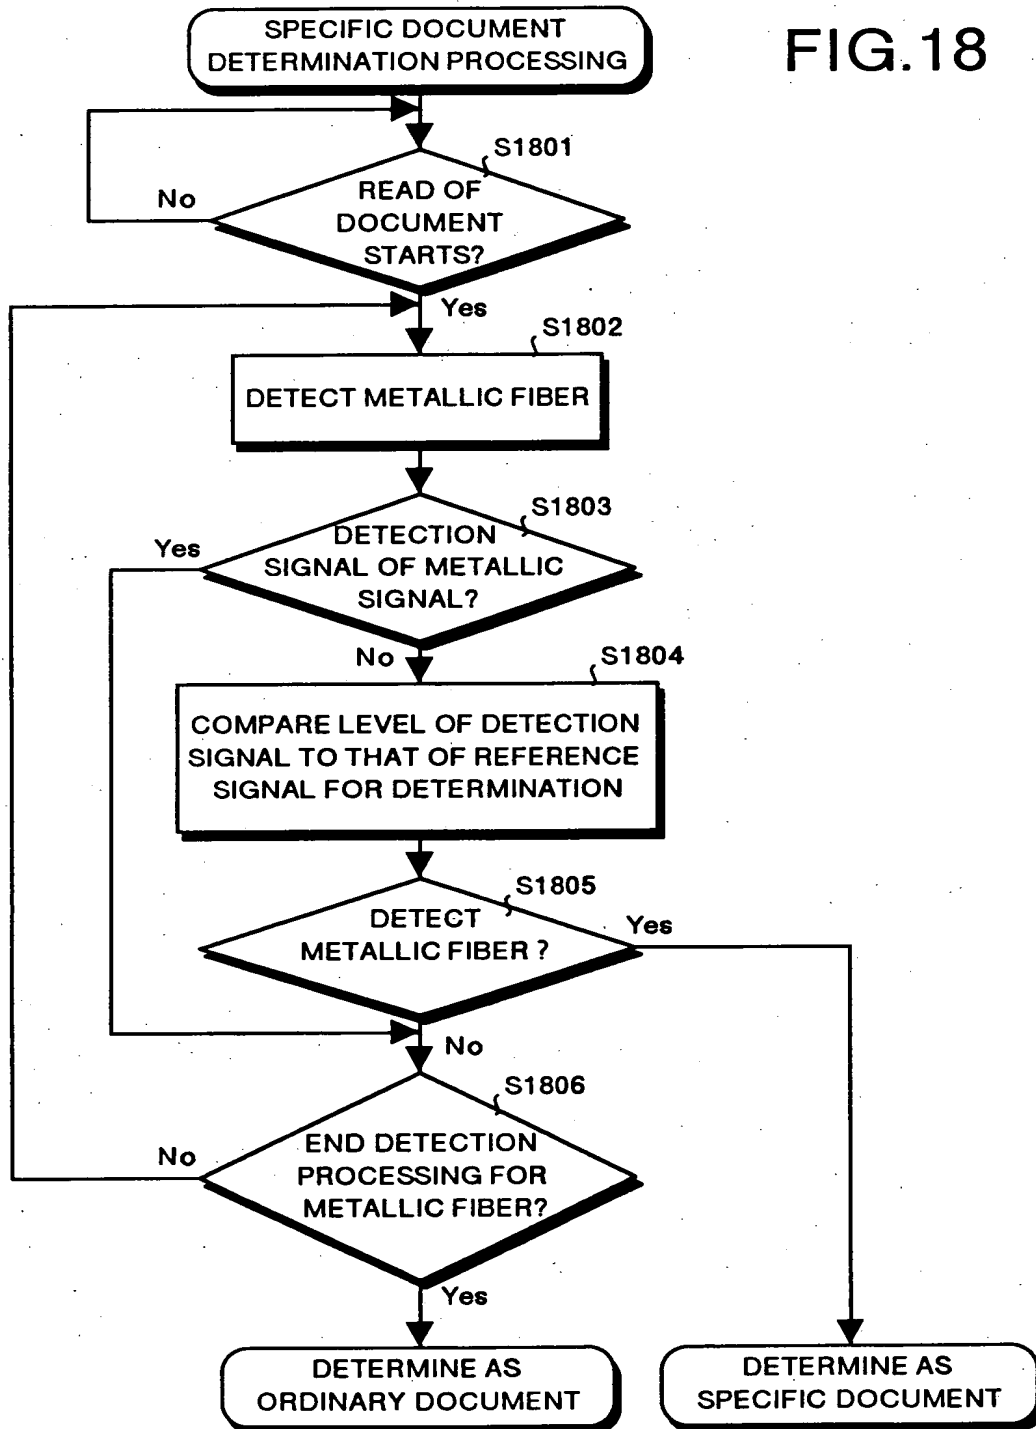 SPECIFIC DOCUMENT
DETERMINATION PROCESSING
FIG.18
S1801
No
READ OF
DOCUMENT
STARTS?
Yes
S1802
DETECT METALLIC FIBER
S1803
Yes
DETECTION
SIGNAL OF METALLIC
SIGNAL?
No
S1804
COMPARE LEVEL OF DETECTION
SIGNAL TO THAT OF REFERENCE
SIGNAL FOR DETERMINATION
S1805
DETECT
METALLIC FIBER ?
Yes
No
S1806
No
END DETECTION
PROCESSING FOR
METALLIC FIBER?
Yes
DETERMINE AS
ORDINARY DOCUMENT
DETERMINE AS
SPECIFIC DOCUMENT